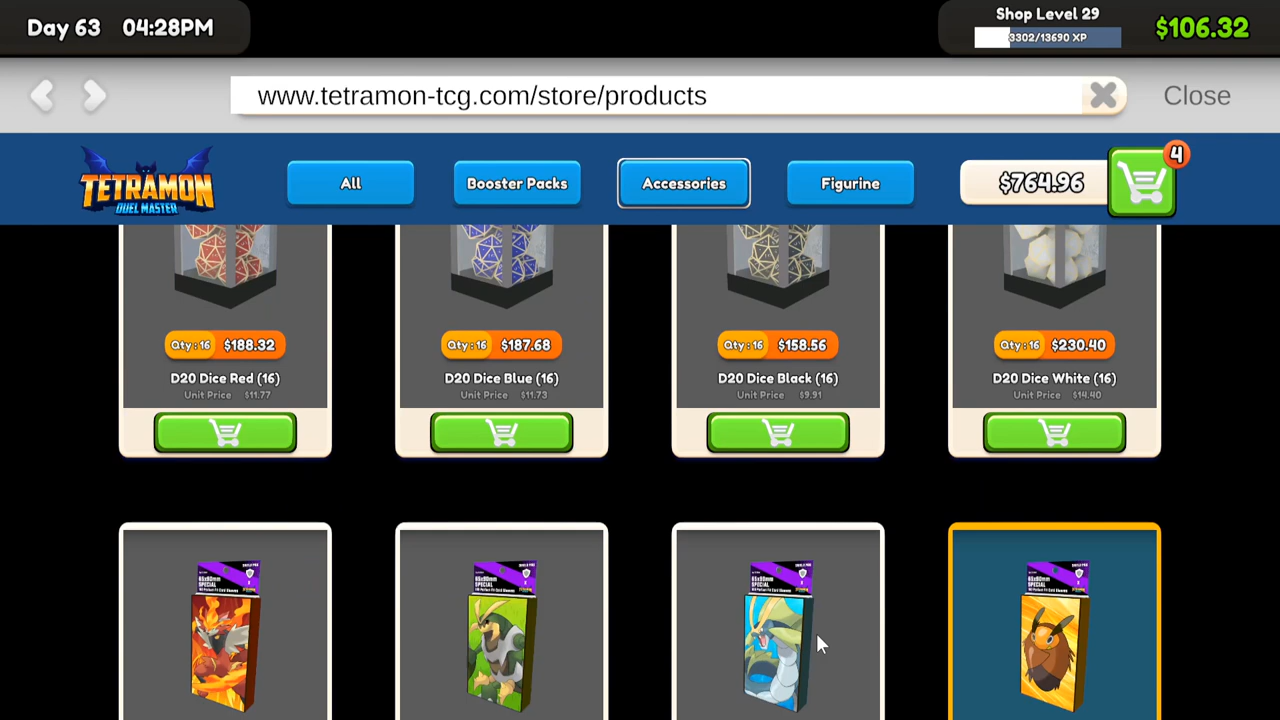 Day 63 04:28PM
Shop Level 29
3302/13690 XP
$106.32
www.tetramon-tcg.com/store/products
Close
TETRAMON
DUEL MASTER
All
Booster Packs
Accessories
Figurine
$764.96
4
Qty : 16 $188.32
D20 Dice Red (16)
Unit Price $11.77
Qty : 16 $187.68
D20 Dice Blue (16)
Unit Price $11.73
Qty : 16 $158.56
D20 Dice Black (16)
Unit Price $9.91
Qty : 16 $230.40
D20 Dice White (16)
Unit Price $14.40
SPECIAL
SPECIAL
SPECIAL
SPECIAL